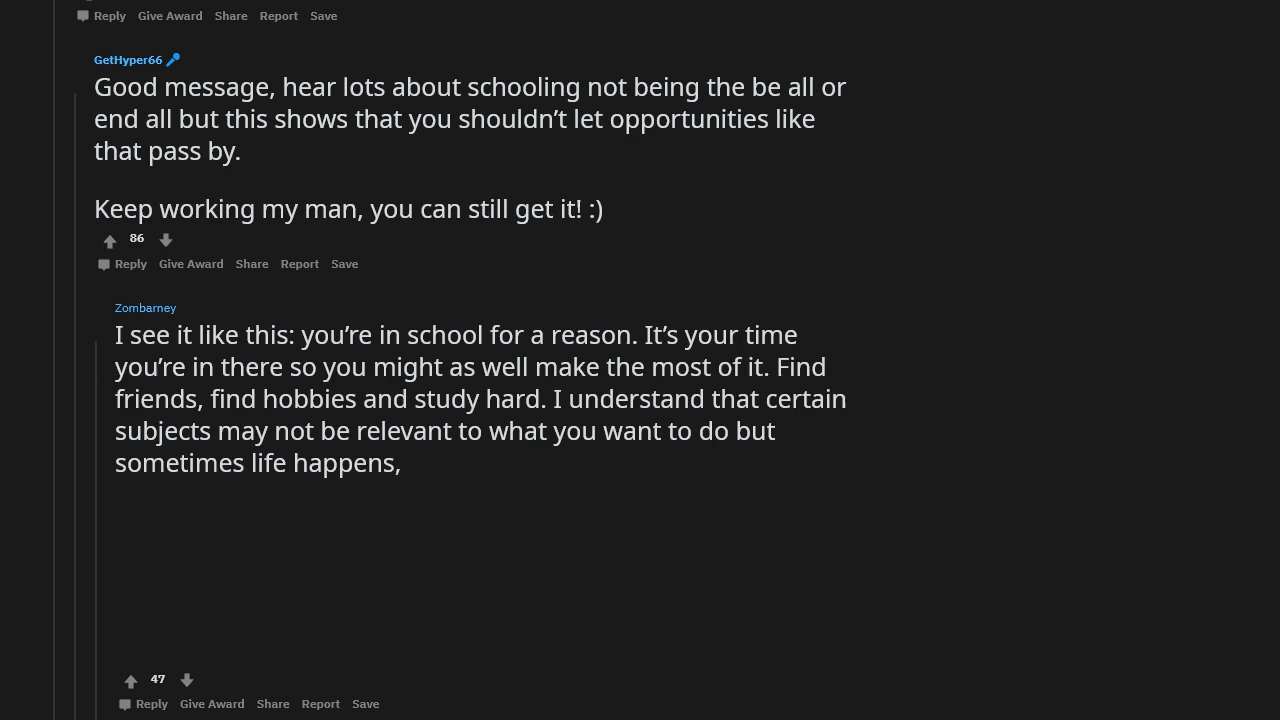 Reply Give Award Share Report Save
GetHyper66
Good message, hear lots about schooling not being the be all or
end all but this shows that you shouldn’t let opportunities like
that pass by.
Keep working my man, you can still get it! :)
86
Reply Give Award Share Report Save
Zombarney
I see it like this: you’re in school for a reason. It’s your time
you’re in there so you might as well make the most of it. Find
friends, find hobbies and study hard. I understand that certain
subjects may not be relevant to what you want to do but
sometimes life happens,
47
Reply Give Award Share Report Save